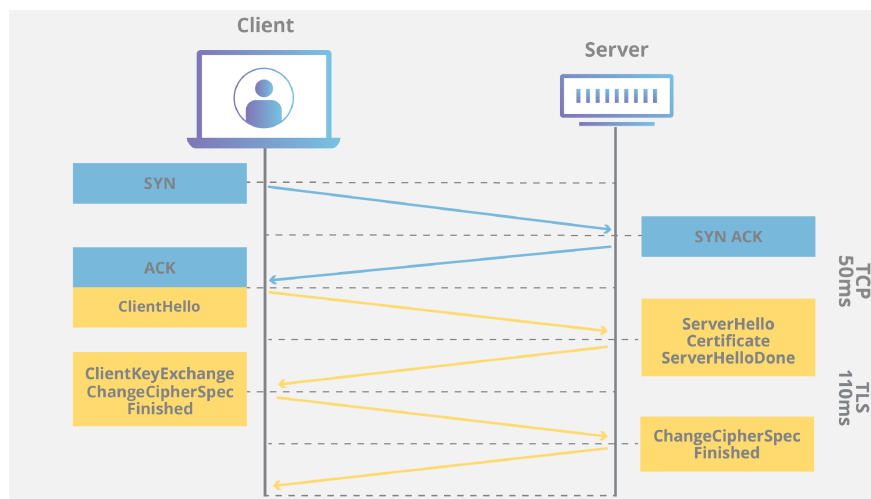 Client
Server
SYN
SYN ACK
ACK
ClientHello
TCP
50ms
ServerHello
Certificate
ServerHelloDone
ClientKeyExchange
ChangeCipherSpec
Finished
TLS
110ms
ChangeCipherSpec
Finished